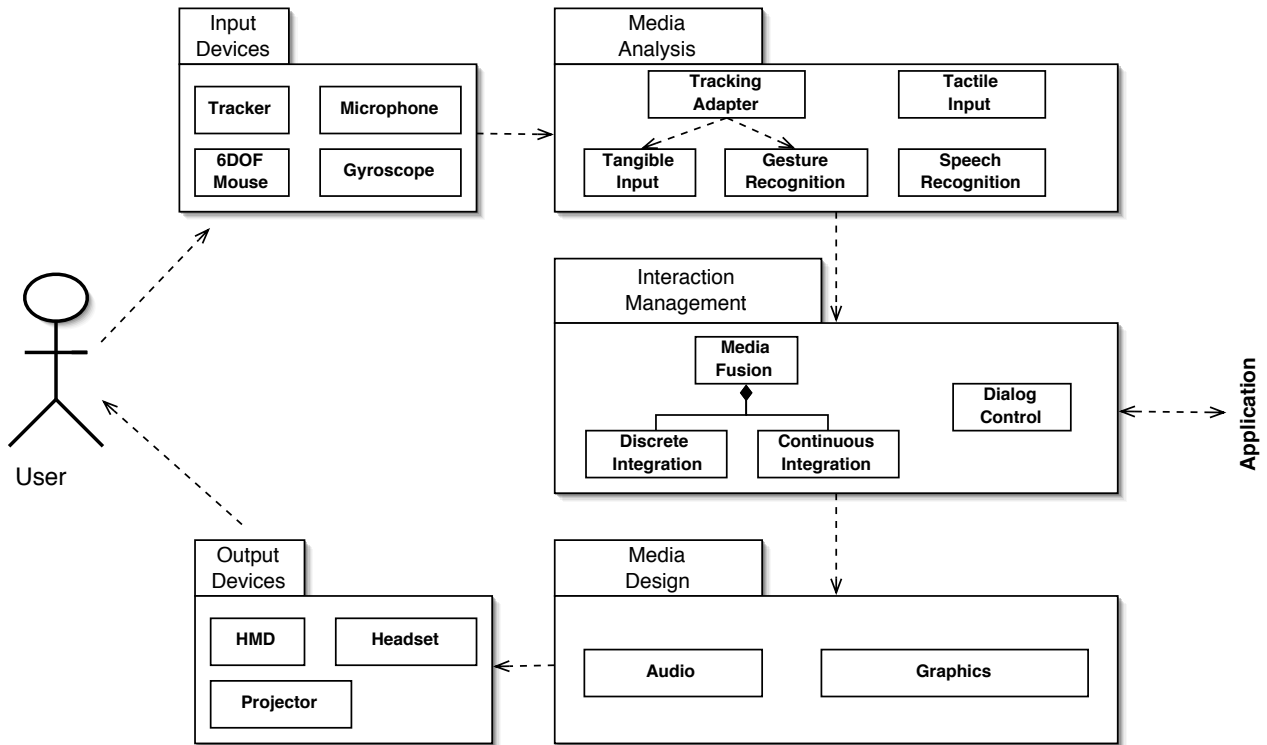 Input
Devices
Tracker
Microphone
6DOF
Mouse
Gyroscope
Media
Analysis
Tracking
Adapter
Tactile
Input
Tangible
Input
Gesture
Recognition
Speech
Recognition
User
Interaction
Management
Media
Fusion
Discrete
Integration
Continuous
Integration
Dialog
Control
Application
Output
Devices
HMD
Headset
Projector
Media
Design
Audio
Graphics